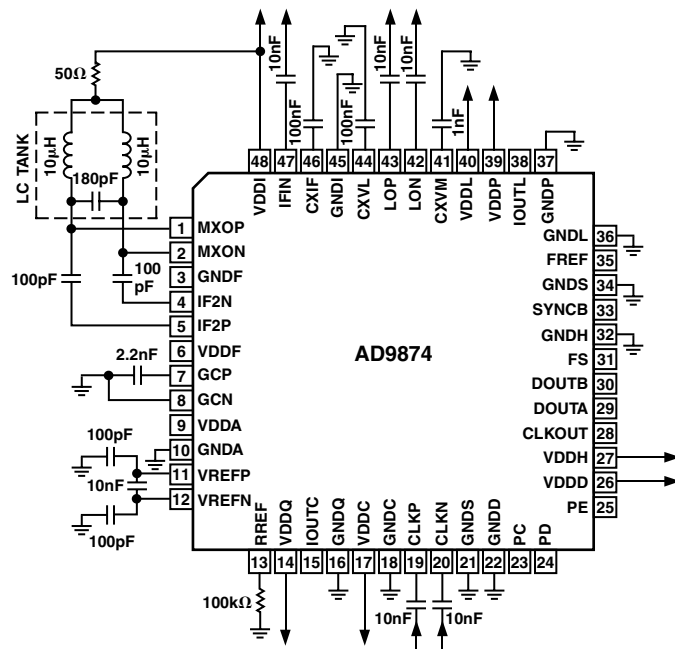 50Ω
LC TANK
10μH
10μH
180pF
100pF
100
pF
2.2nF
100pF
10nF
100pF
10nF
100nF
100nF
10nF
10nF
1nF
48
47
46
45
44
43
42
41
40
39
38
37
VDDI
IFIN
CXIF
GNDI
CXVL
LOP
LON
CXVM
VDDL
VDDP
IOUTL
GNDP
1 MXOP
2 MXON
3 GNDF
4 IF2N
5 IF2P
6 VDDF
7 GCP
8 GCN
9 VDDA
10 GNDA
11 VREFP
12 VREFN
AD9874
GNDL 36
FREF 35
GNDS 34
SYNCB 33
GNDH 32
FS 31
DOUTB 30
DOUTA 29
CLKOUT 28
VDDH 27
VDDD 26
PE 25
RREF
VDDQ
IOUTC
GNDQ
VDDC
GNDC
CLKP
CLKN
GNDS
GNDD
PC
PD
13
14
15
16
17
18
19
20
21
22
23
24
100kΩ
10nF
10nF